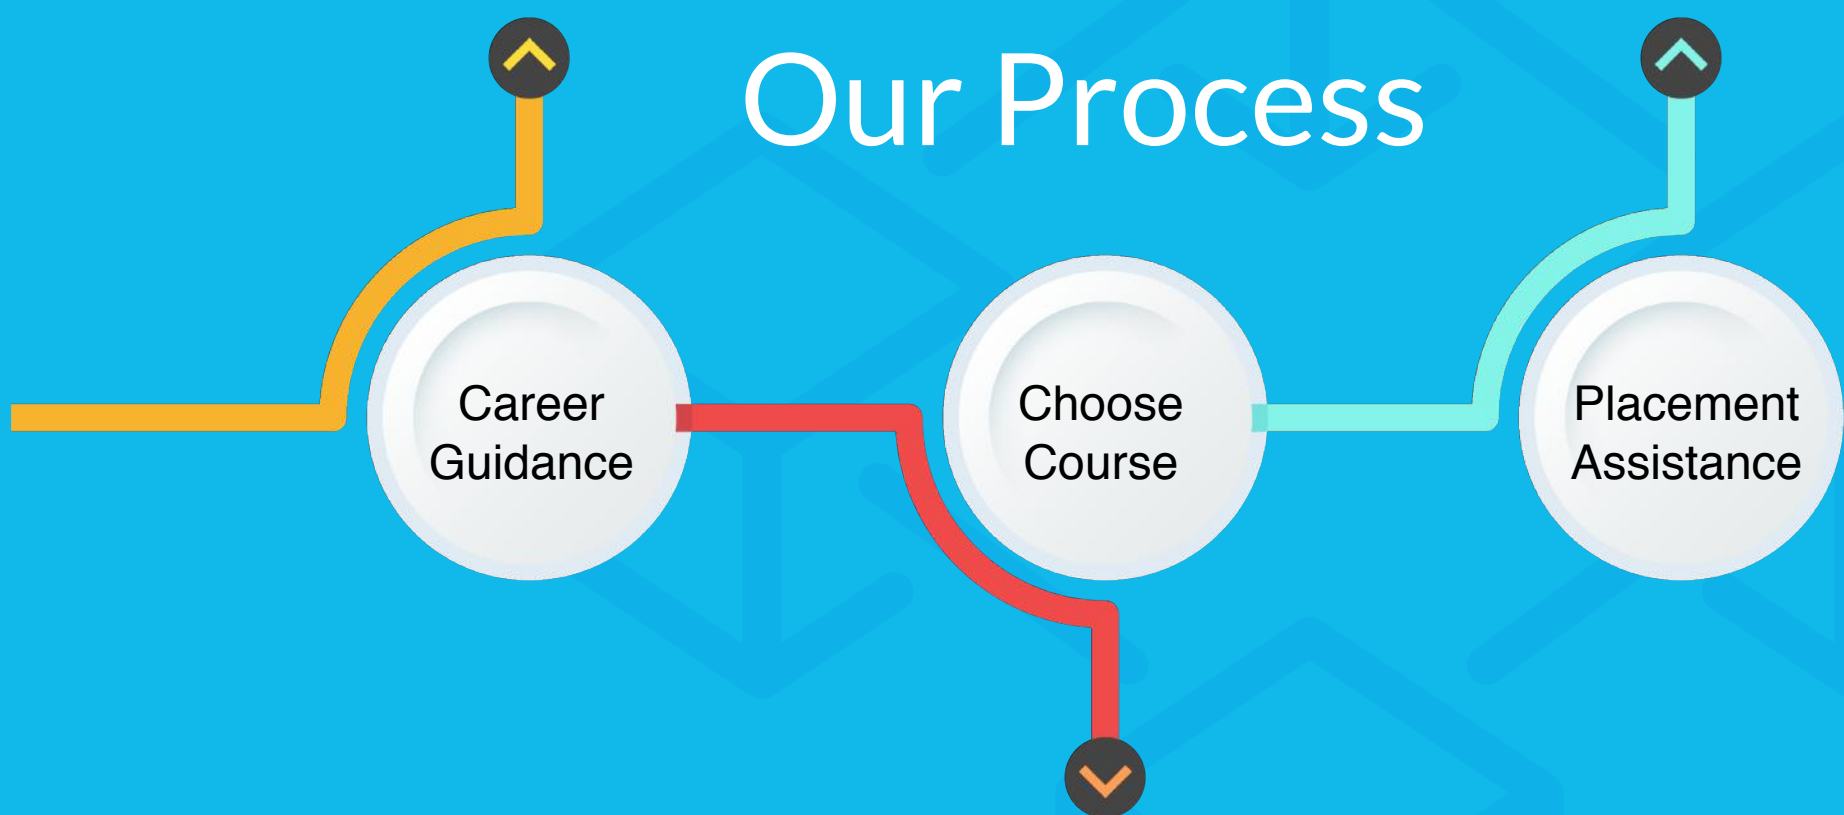 Our Process
Career
Guidance
Choose
Course
Placement
Assistance